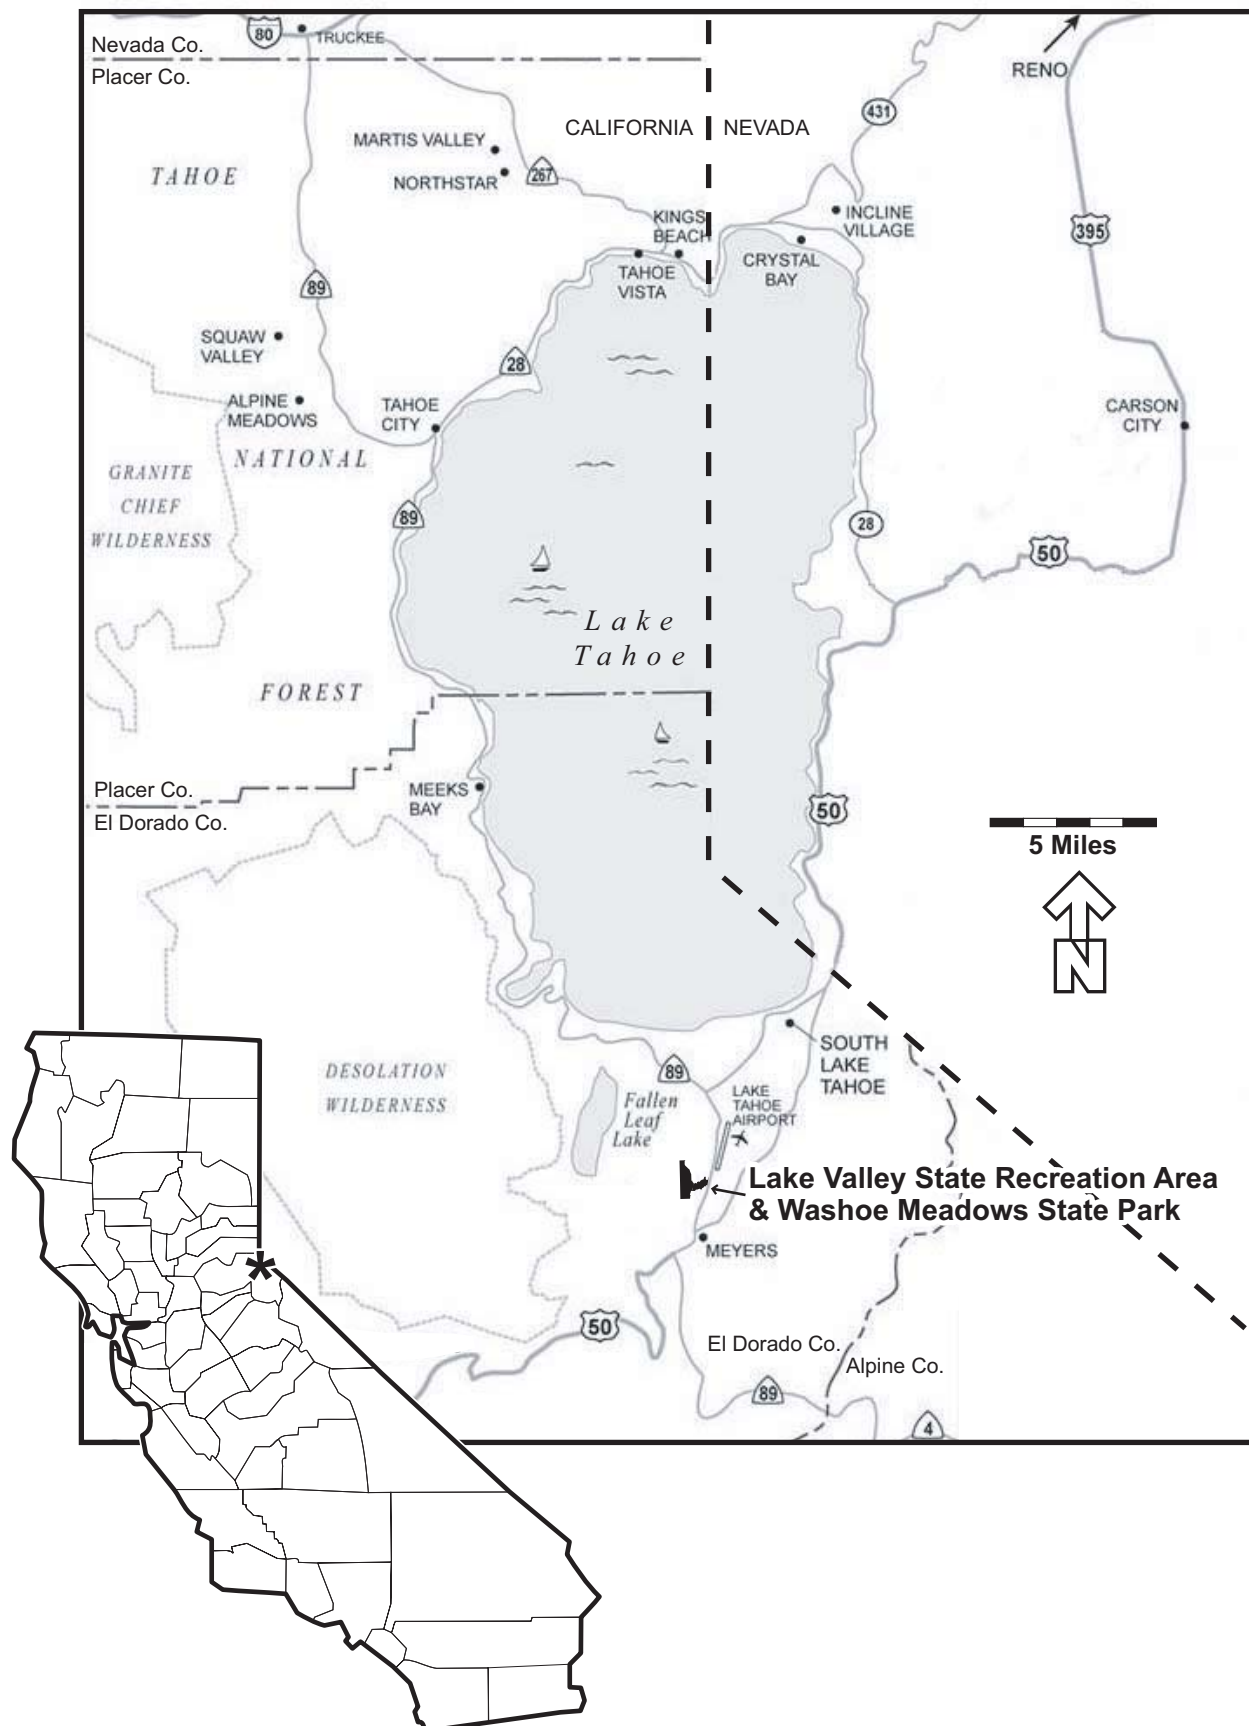 80
TRUCKEE
Nevada Co.
Placer Co.
RENO
431
CALIFORNIA
NEVADA
MARTIS VALLEY
NORTHSTAR
267
TAHOE
395
INCLINE
VILLAGE
KINGS
BEACH
CRYSTAL
BAY
TAHOE
VISTA
89
SQUAW
VALLEY
28
ALPINE
MEADOWS
TAHOE
CITY
CARSON
CITY
NATIONAL
GRANITE
CHIEF
WILDERNESS
89
28
50
Lake
Tahoe
FOREST
Placer Co.
El Dorado Co.
MEEKS
BAY
50
5 Miles
N
SOUTH
LAKE
TAHOE
DESOLATION
WILDERNESS
89
Fallen
Leaf
Lake
LAKE
TAHOE
AIRPORT
Lake Valley State Recreation Area
& Washoe Meadows State Park
MEYERS
*
50
El Dorado Co.
Alpine Co.
89
4